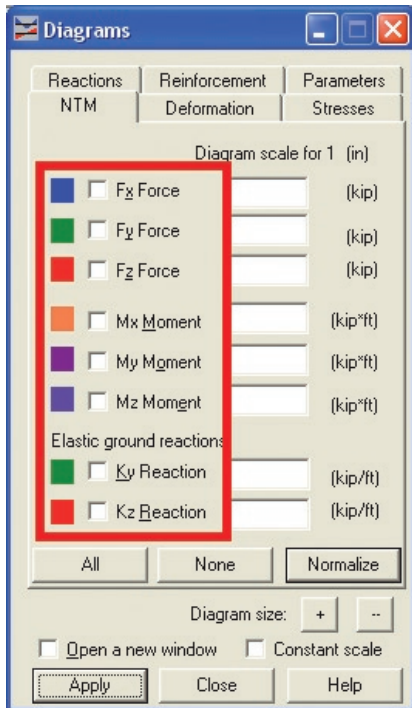 Diagrams
Reactions Reinforcement Parameters
NTM Deformation Stresses
Diagram scale for 1 (in)
Fx Force (kip)
Fy Force (kip)
Fz Force (kip)
Mx Moment (kip*ft)
My Moment (kip*ft)
Mz Moment (kip*ft)
Elastic ground reactions
Ky Reaction (kip/ft)
Kz Reaction (kip/ft)
All None Normalize
Diagram size: + --
Open a new window Constant scale
Apply Close Help